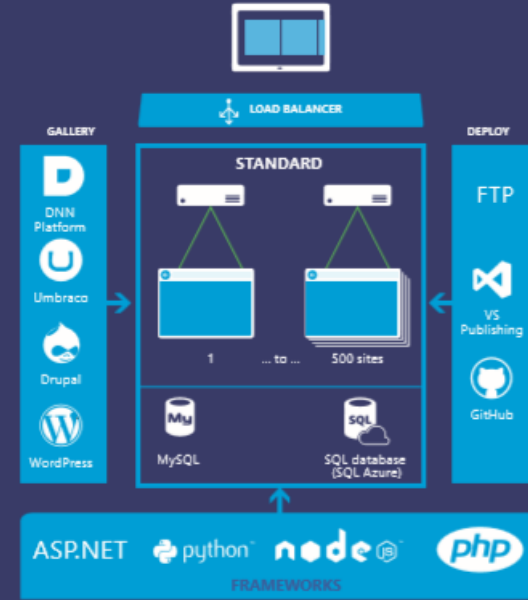 LOAD BALANCER
GALLERY
DNN
Platform
Umbraco
Drupal
WordPress
STANDARD
1
... to ...
500 sites
My
MySQL
SQL
SQL database
(SQL Azure)
DEPLOY
FTP
VS
Publishing
GitHub
ASP.NET
python
node
JS
php
FRAMEWORKS